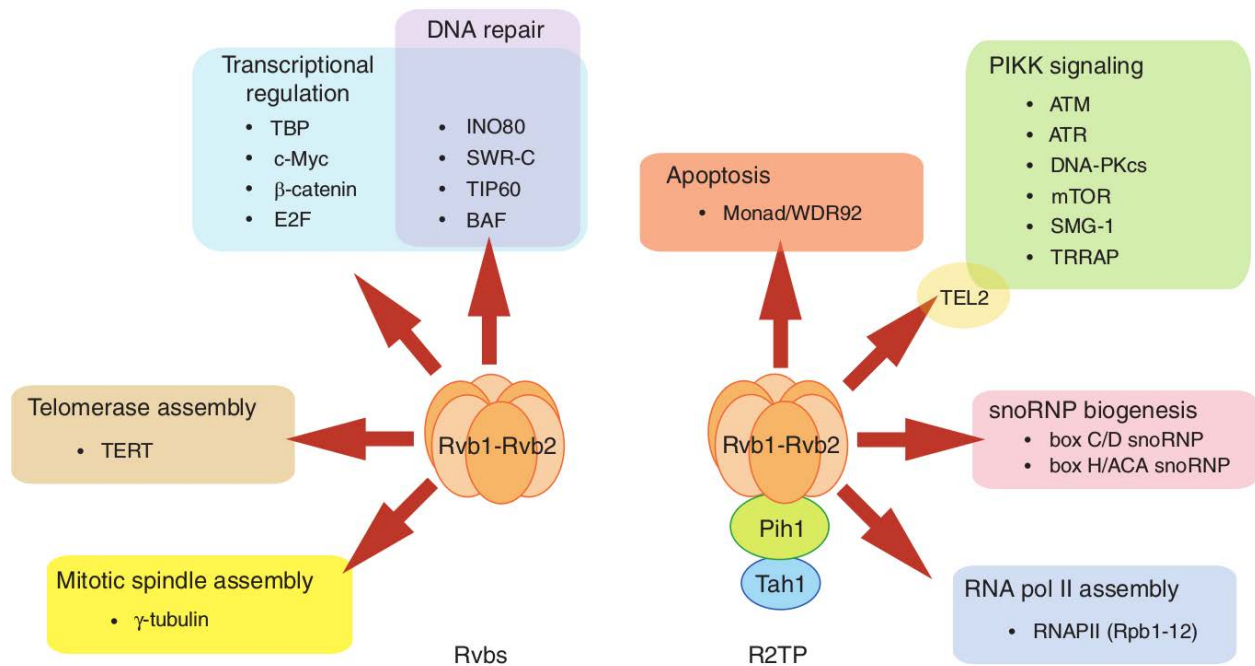 DNA repair
Transcriptional
regulation
• TBP
• c-Myc
• β-catenin
• E2F
• INO80
• SWR-C
• TIP60
• BAF
Telomerase assembly
• TERT
Mitotic spindle assembly
• γ-tubulin
Rvb1-Rvb2
Rvbs
Apoptosis
• Monad/WDR92
PIKK signaling
• ATM
• ATR
• DNA-PKcs
• mTOR
• SMG-1
• TRRAP
TEL2
snoRNP biogenesis
• box C/D snoRNP
• box H/ACA snoRNP
RNA pol II assembly
• RNAPII (Rpb1-12)
Rvb1-Rvb2
Pih1
Tah1
R2TP